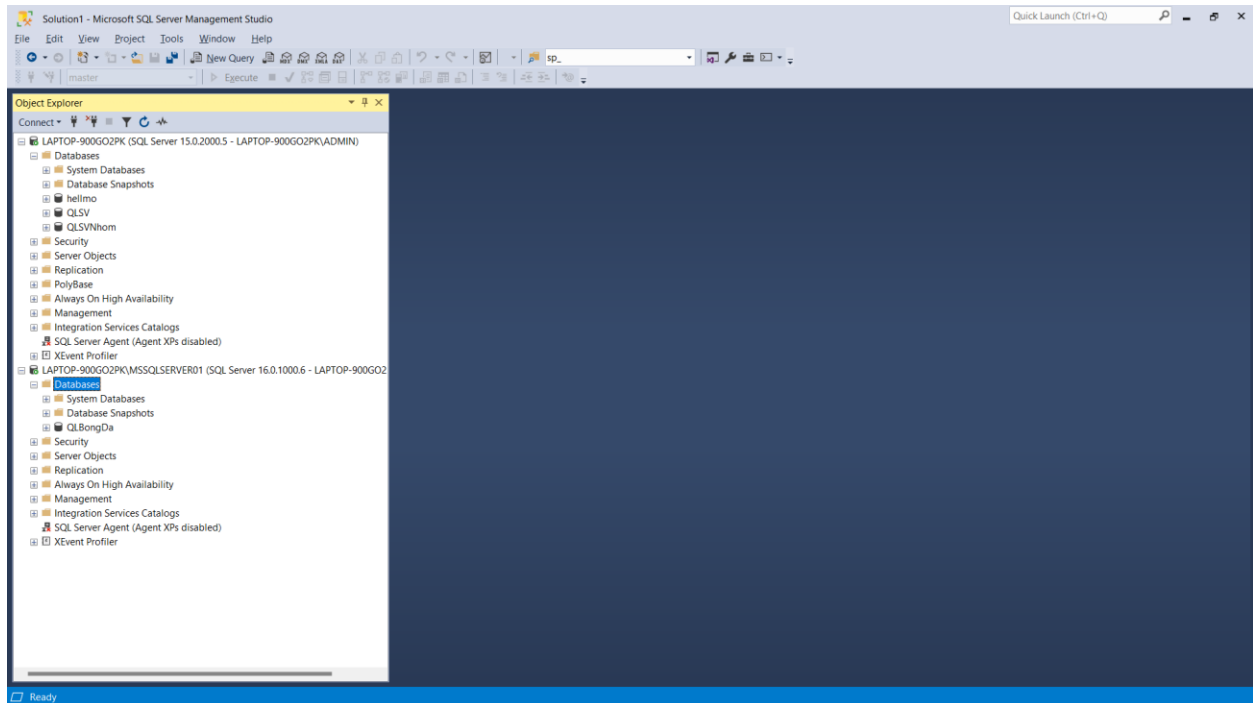 Solution1 - Microsoft SQL Server Management Studio
Quick Launch (Ctrl+Q)
File Edit View Project Tools Window Help
New Query MDX DMX XMLA DAX sp_
master Execute
Object Explorer
Connect
LAPTOP-900GO2PK (SQL Server 15.0.2000.5 - LAPTOP-900GO2PK\ADMIN)
Databases
System Databases
Database Snapshots
hellmo
QLSV
QLSVNhom
Security
Server Objects
Replication
PolyBase
Always On High Availability
Management
Integration Services Catalogs
SQL Server Agent (Agent XPs disabled)
XEvent Profiler
LAPTOP-900GO2PK\MSSQLSERVER01 (SQL Server 16.0.1000.6 - LAPTOP-900GO2
Databases
System Databases
Database Snapshots
QLBongDa
Security
Server Objects
Replication
Always On High Availability
Management
Integration Services Catalogs
SQL Server Agent (Agent XPs disabled)
XEvent Profiler
Ready